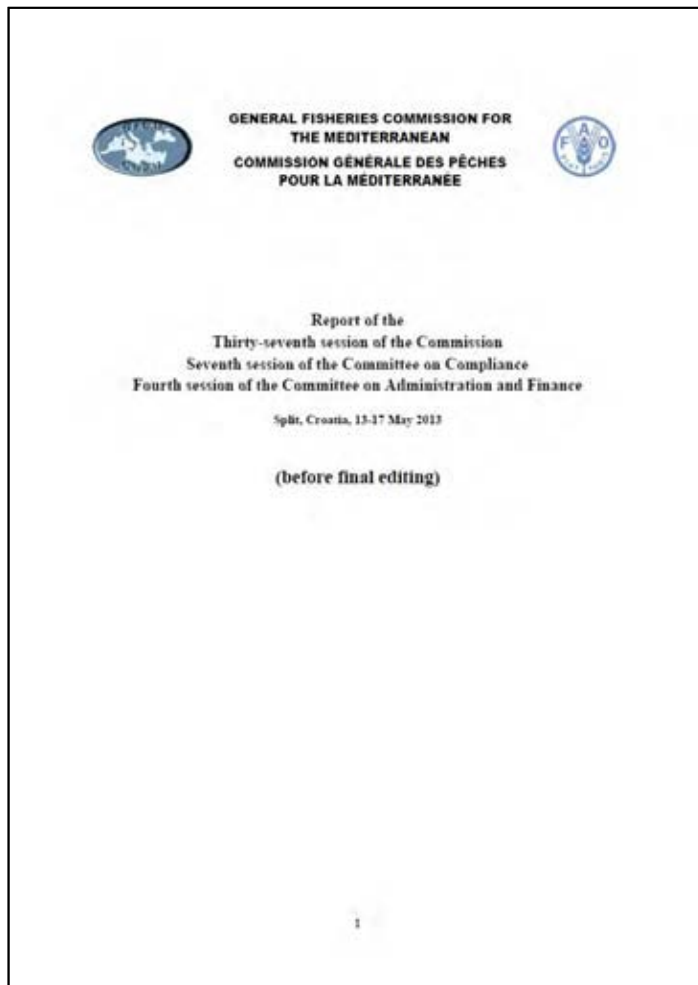 GENERAL FISHERIES COMMISSION FOR
THE MEDITERRANEAN
COMMISSION GÉNÉRALE DES PÊCHES
POUR LA MÉDITERRANÉE
F A O
Report of the
Thirty-seventh session of the Commission
Seventh session of the Committee on Compliance
Fourth session of the Committee on Administration and Finance
Split, Croatia, 13-17 May 2013
(before final editing)
1